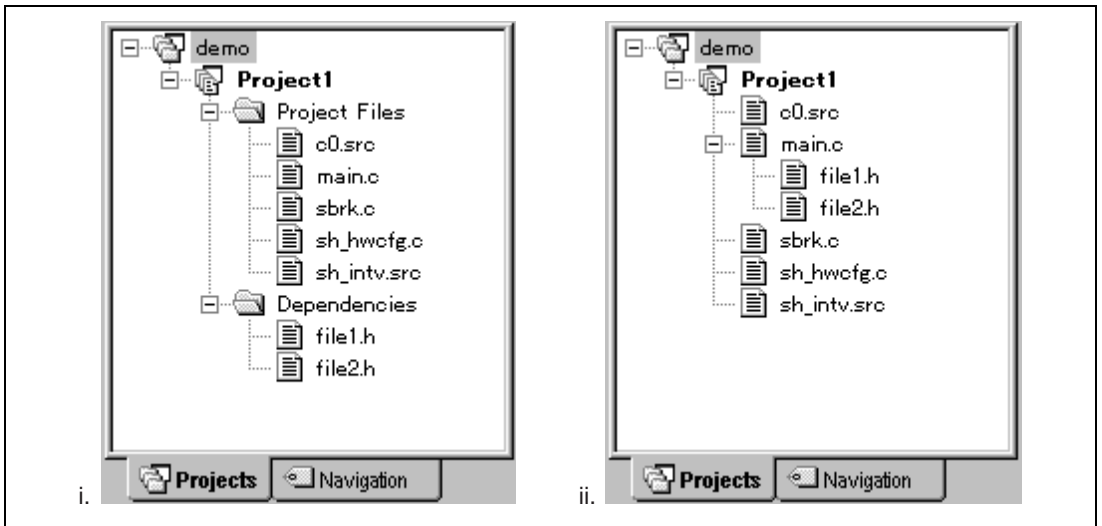 demo
Project1
Project Files
c0.src
main.c
sbrk.c
sh_hwcfg.c
sh_intv.src
Dependencies
file1.h
file2.h
i. Projects Navigation
demo
Project1
c0.src
main.c
file1.h
file2.h
sbrk.c
sh_hwcfg.c
sh_intv.src
ii. Projects Navigation